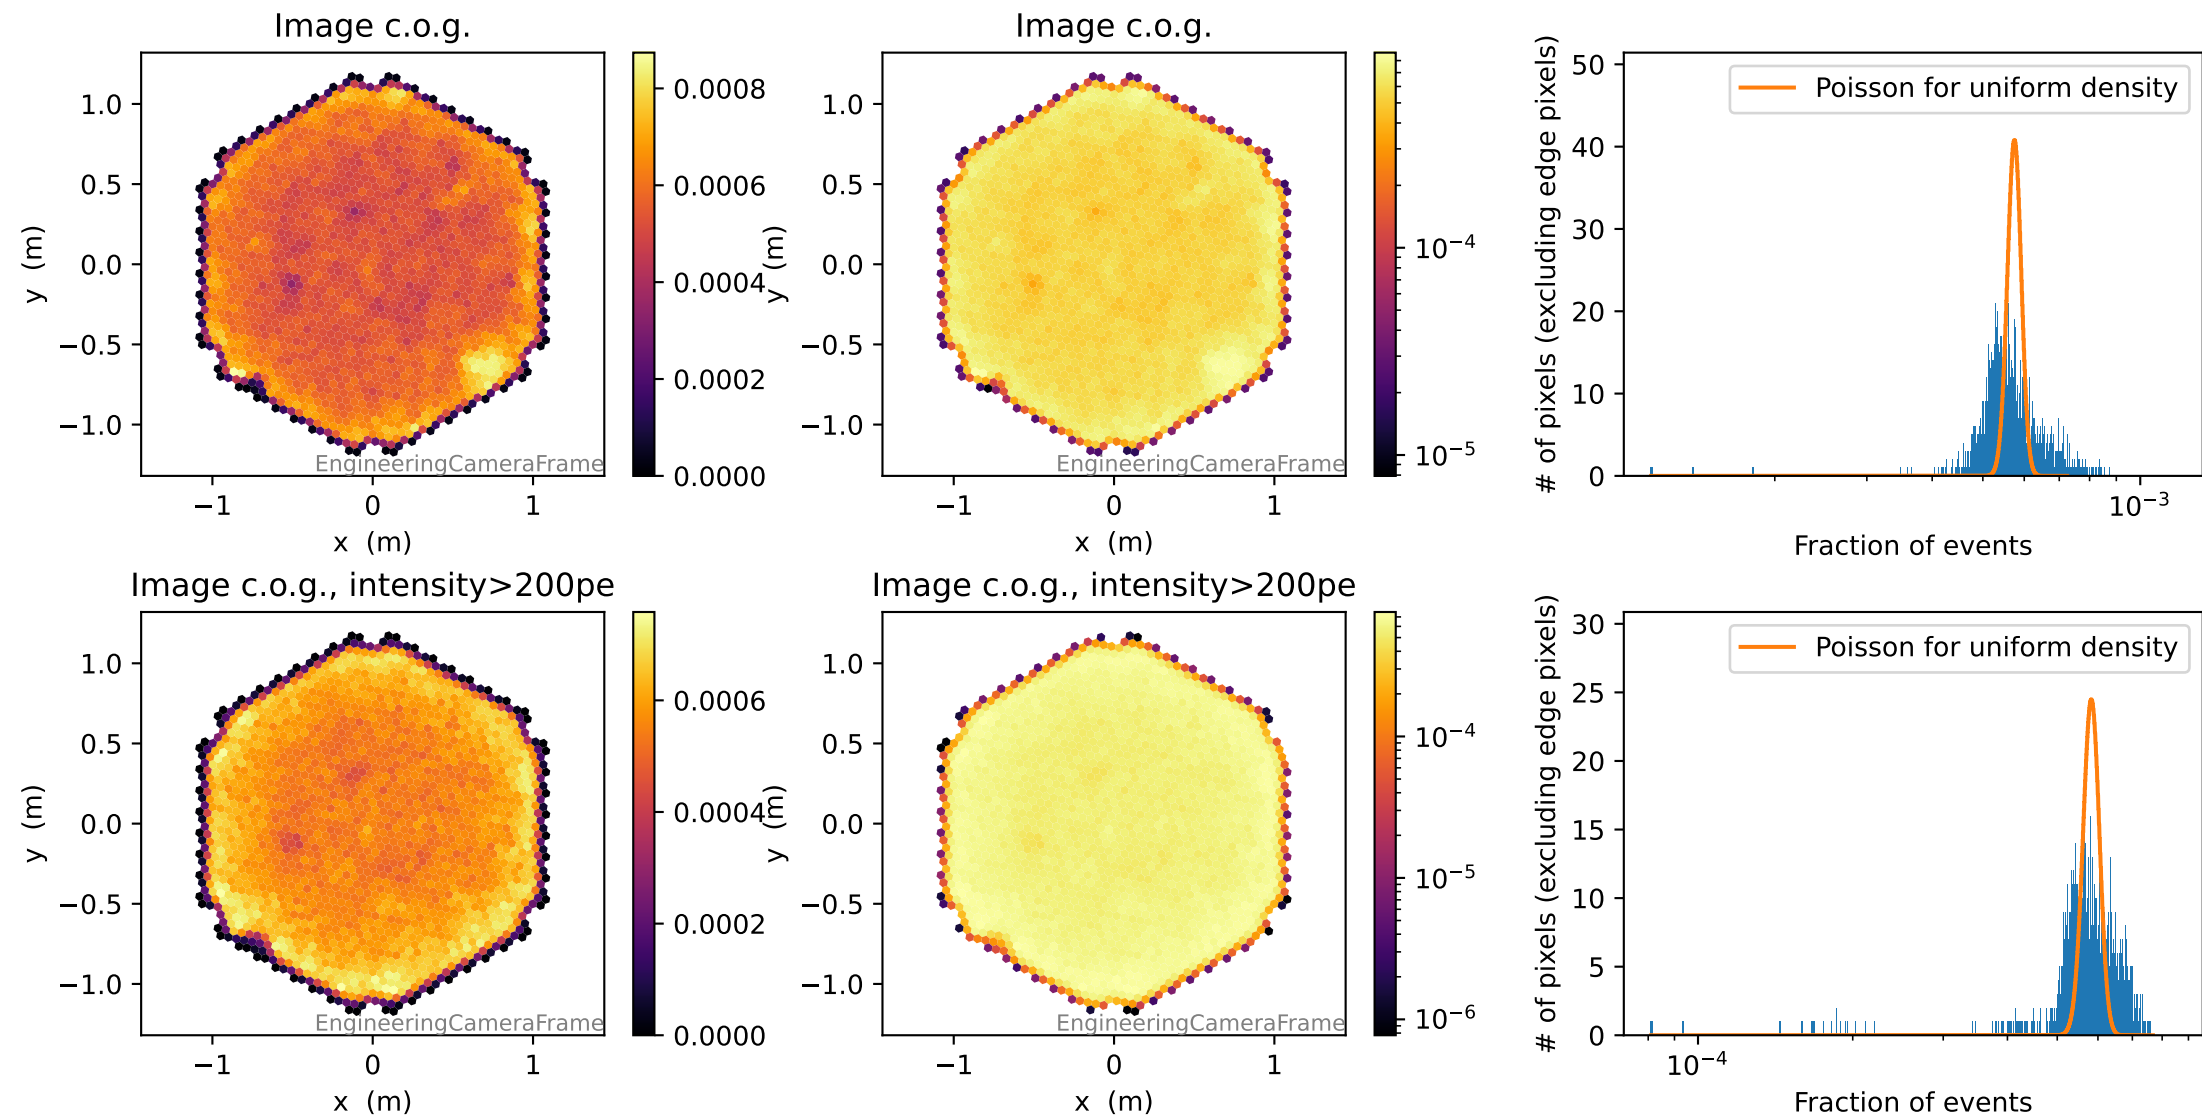 Image c.o.g.
1.0
0.5
0.0
−0.5
−1.0
y (m)
−1
0
1
x (m)
EngineeringCameraFrame
0.0008
0.0006
0.0004
0.0002
0.0000
Image c.o.g.
1.0
0.5
0.0
−0.5
−1.0
y (m)
−1
0
1
x (m)
EngineeringCameraFrame
10⁻⁴
10⁻⁵
50
40
30
20
10
0
# of pixels (excluding edge pixels)
Poisson for uniform density
10⁻³
Fraction of events
Image c.o.g., intensity>200pe
1.0
0.5
0.0
−0.5
−1.0
y (m)
−1
0
1
x (m)
EngineeringCameraFrame
0.0006
0.0004
0.0002
0.0000
Image c.o.g., intensity>200pe
1.0
0.5
0.0
−0.5
−1.0
y (m)
−1
0
1
x (m)
EngineeringCameraFrame
10⁻⁴
10⁻⁵
10⁻⁶
30
25
20
15
10
5
0
# of pixels (excluding edge pixels)
Poisson for uniform density
10⁻⁴
Fraction of events